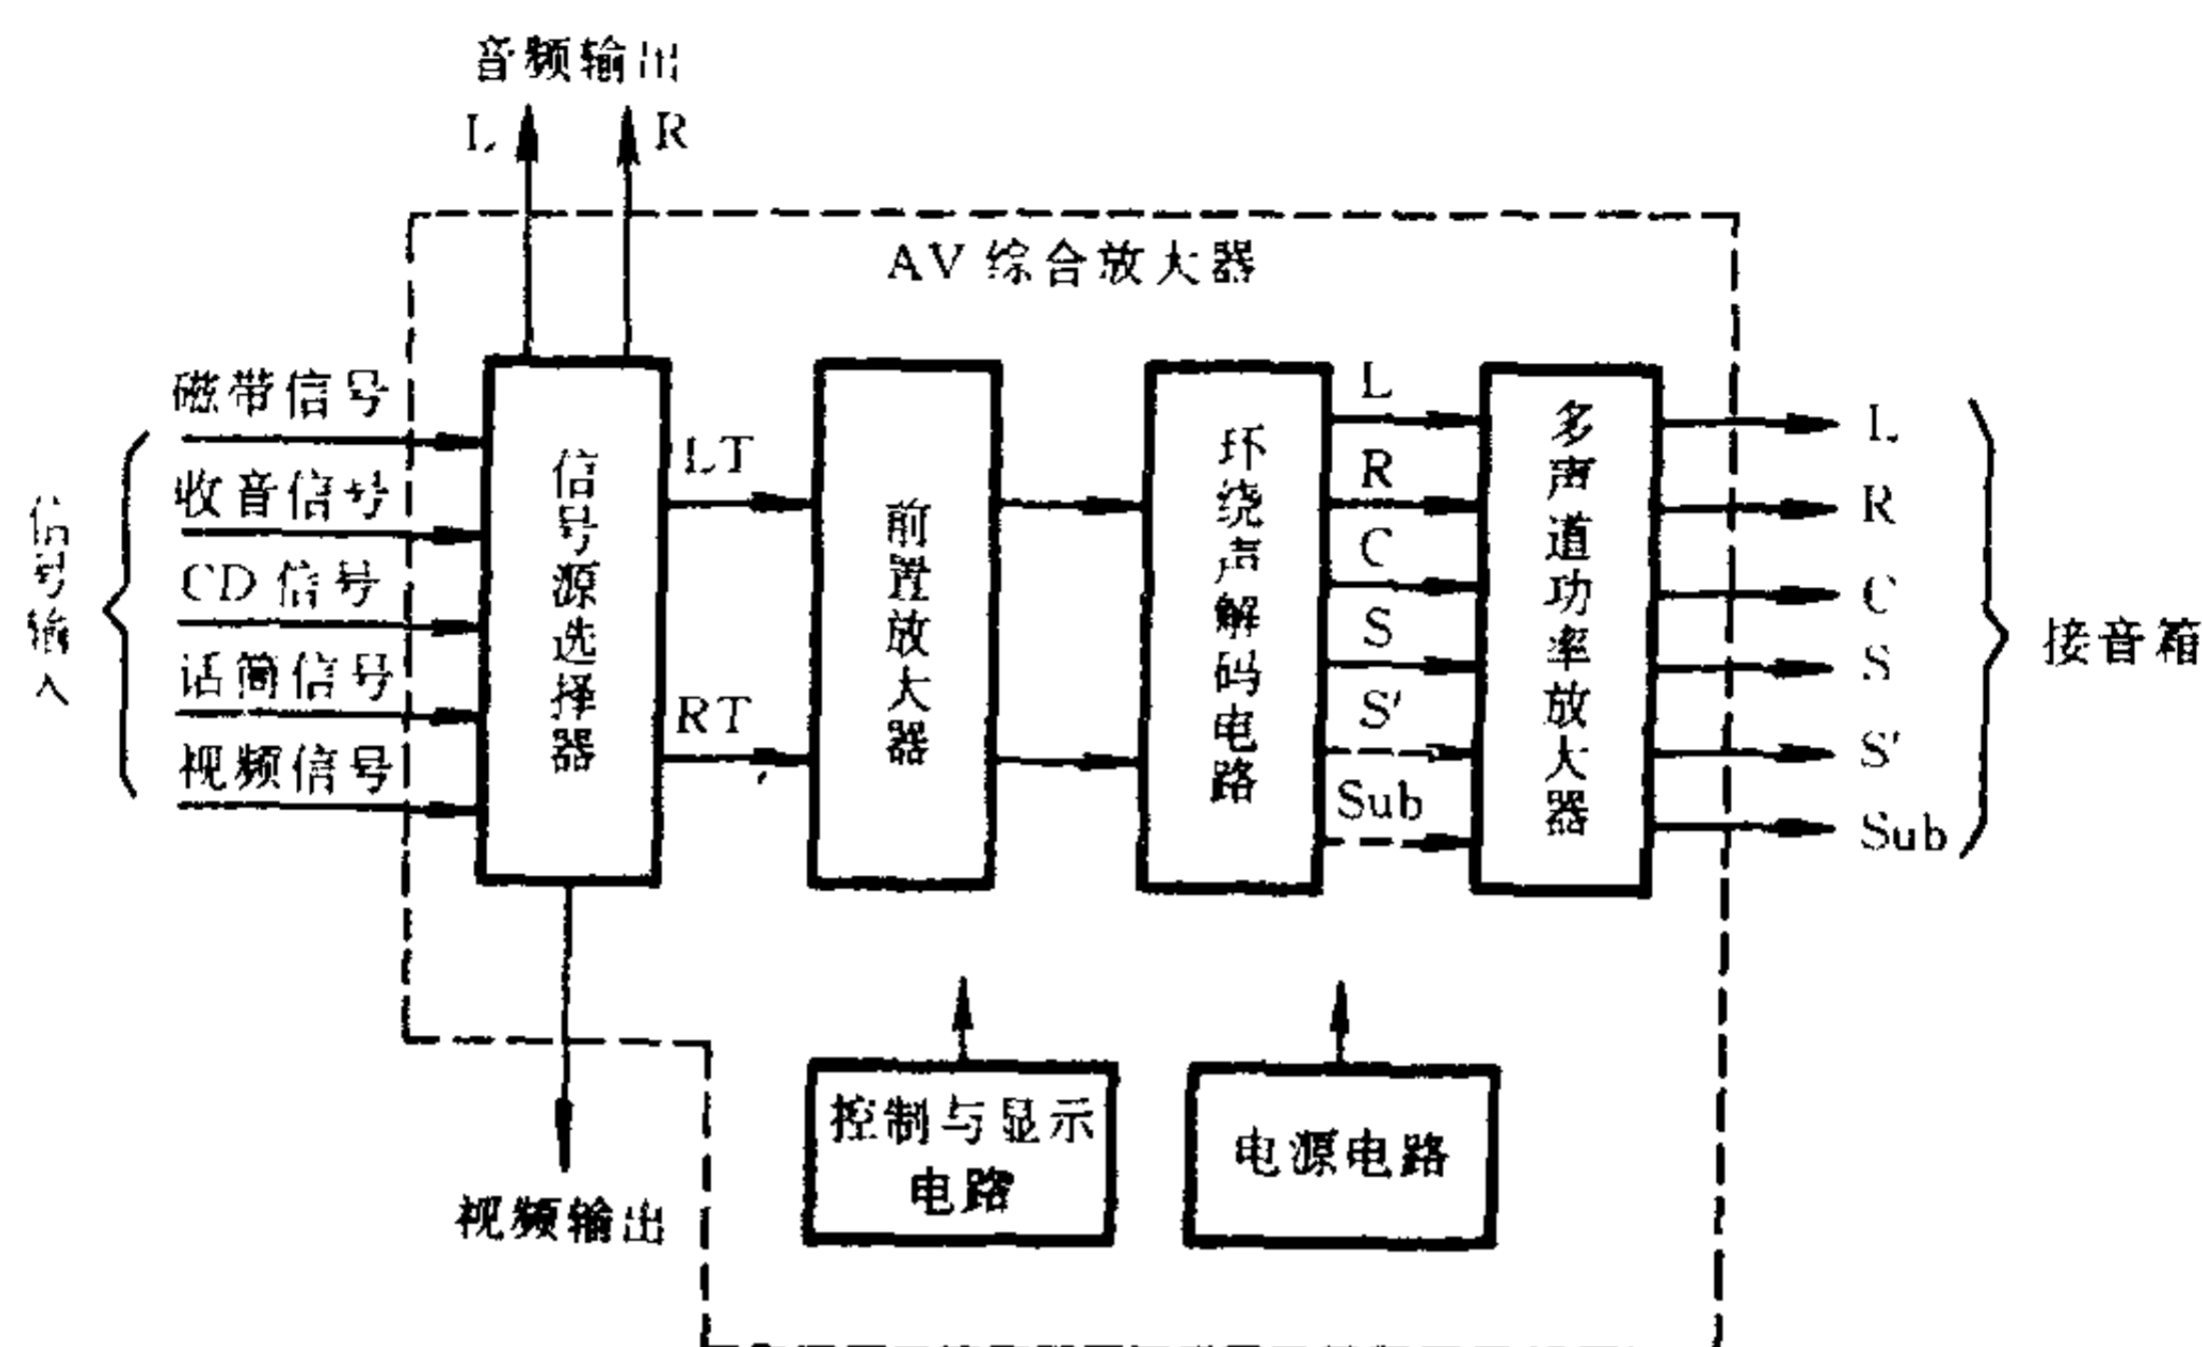 音频输出
L
R
AV 综合放大器
信号输入
磁带信号
收音信号
CD 信号
话筒信号
视频信号
信号源选择器
LT
RT
前置放大器
环绕声解码电路
L
R
C
S
S'
Sub
多声道功率放大器
L
R
C
S
S'
Sub
接音箱
控制与显示
电路
电源电路
视频输出